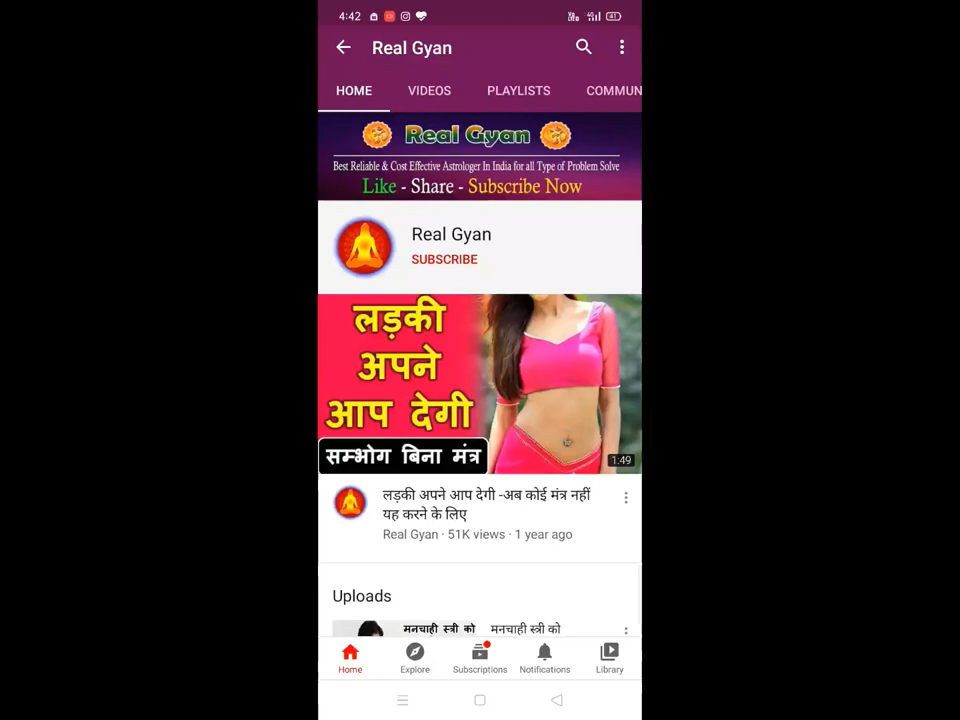 4:42
41
Real Gyan
HOME VIDEOS PLAYLISTS COMMUN
Real Gyan
Best Reliable & Cost Effective Astrologer In India for all Type of Problem Solve
Like - Share - Subscribe Now
Real Gyan
SUBSCRIBE
लड़की
अपने
आप देगी
सम्भोग बिना मंत्र
1:49
लड़की अपने आप देगी -अब कोई मंत्र नहीं
यह करने के लिए
Real Gyan · 51K views · 1 year ago
Uploads
मनचाही स्त्री को मनचाही स्त्री को
Home Explore Subscriptions Notifications Library